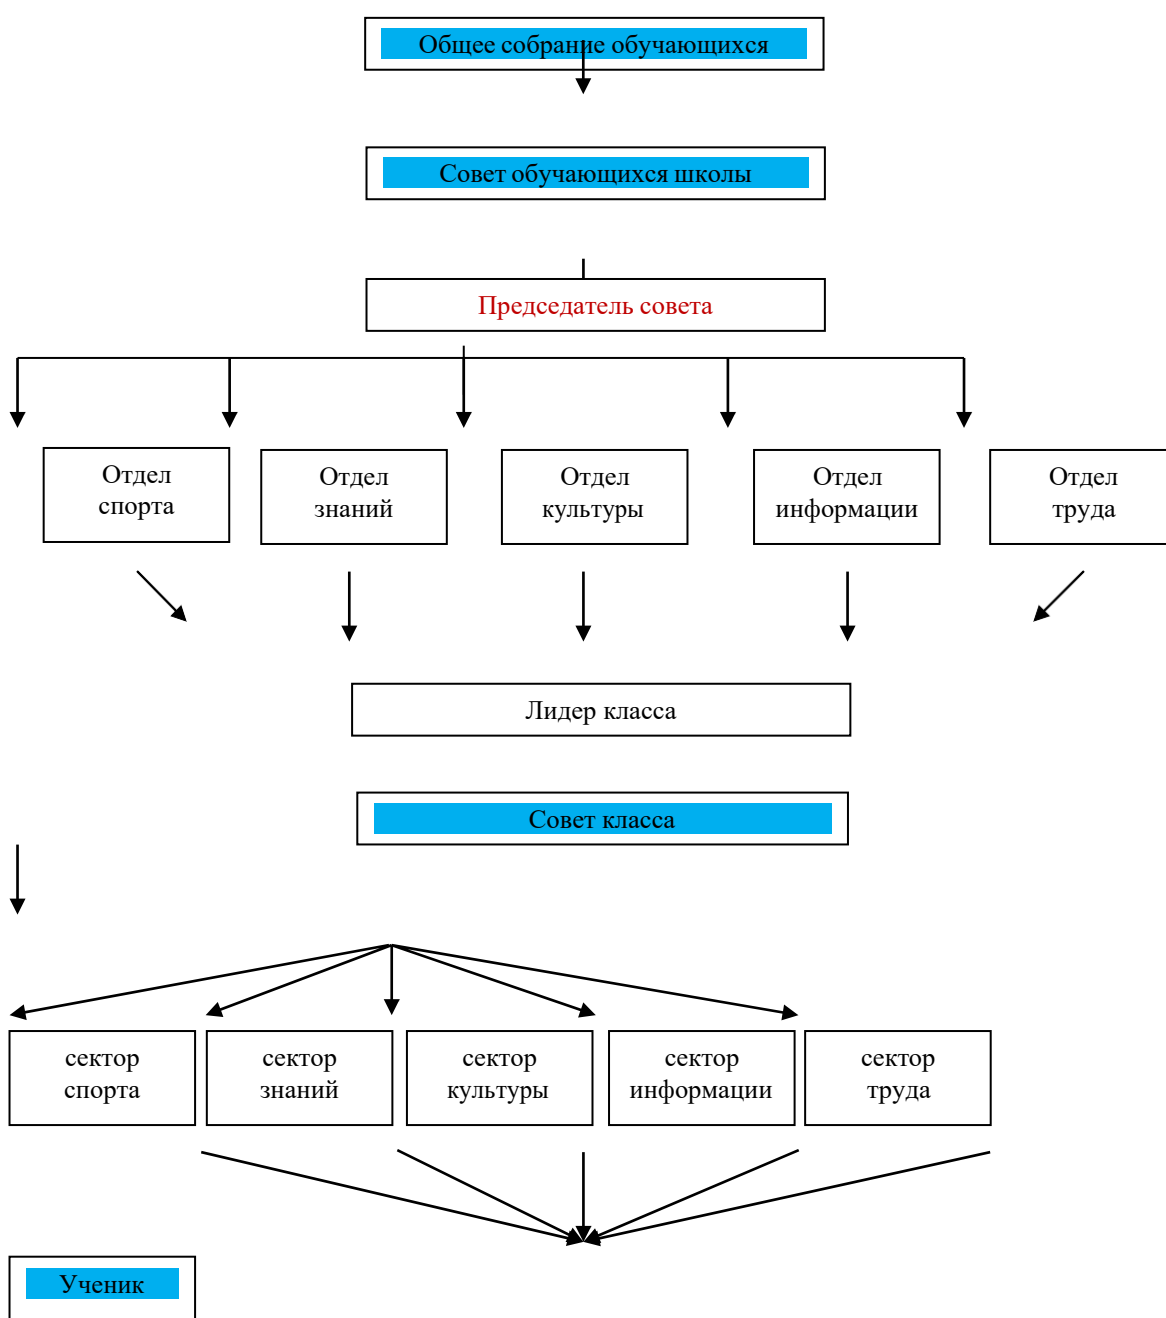 Общее собрание обучающихся
Совет обучающихся школы
Председатель совета
Отдел
спорта
Отдел
знаний
Отдел
культуры
Отдел
информации
Отдел
труда
Лидер класса
Совет класса
сектор
спорта
сектор
знаний
сектор
культуры
сектор
информации
сектор
труда
Ученик